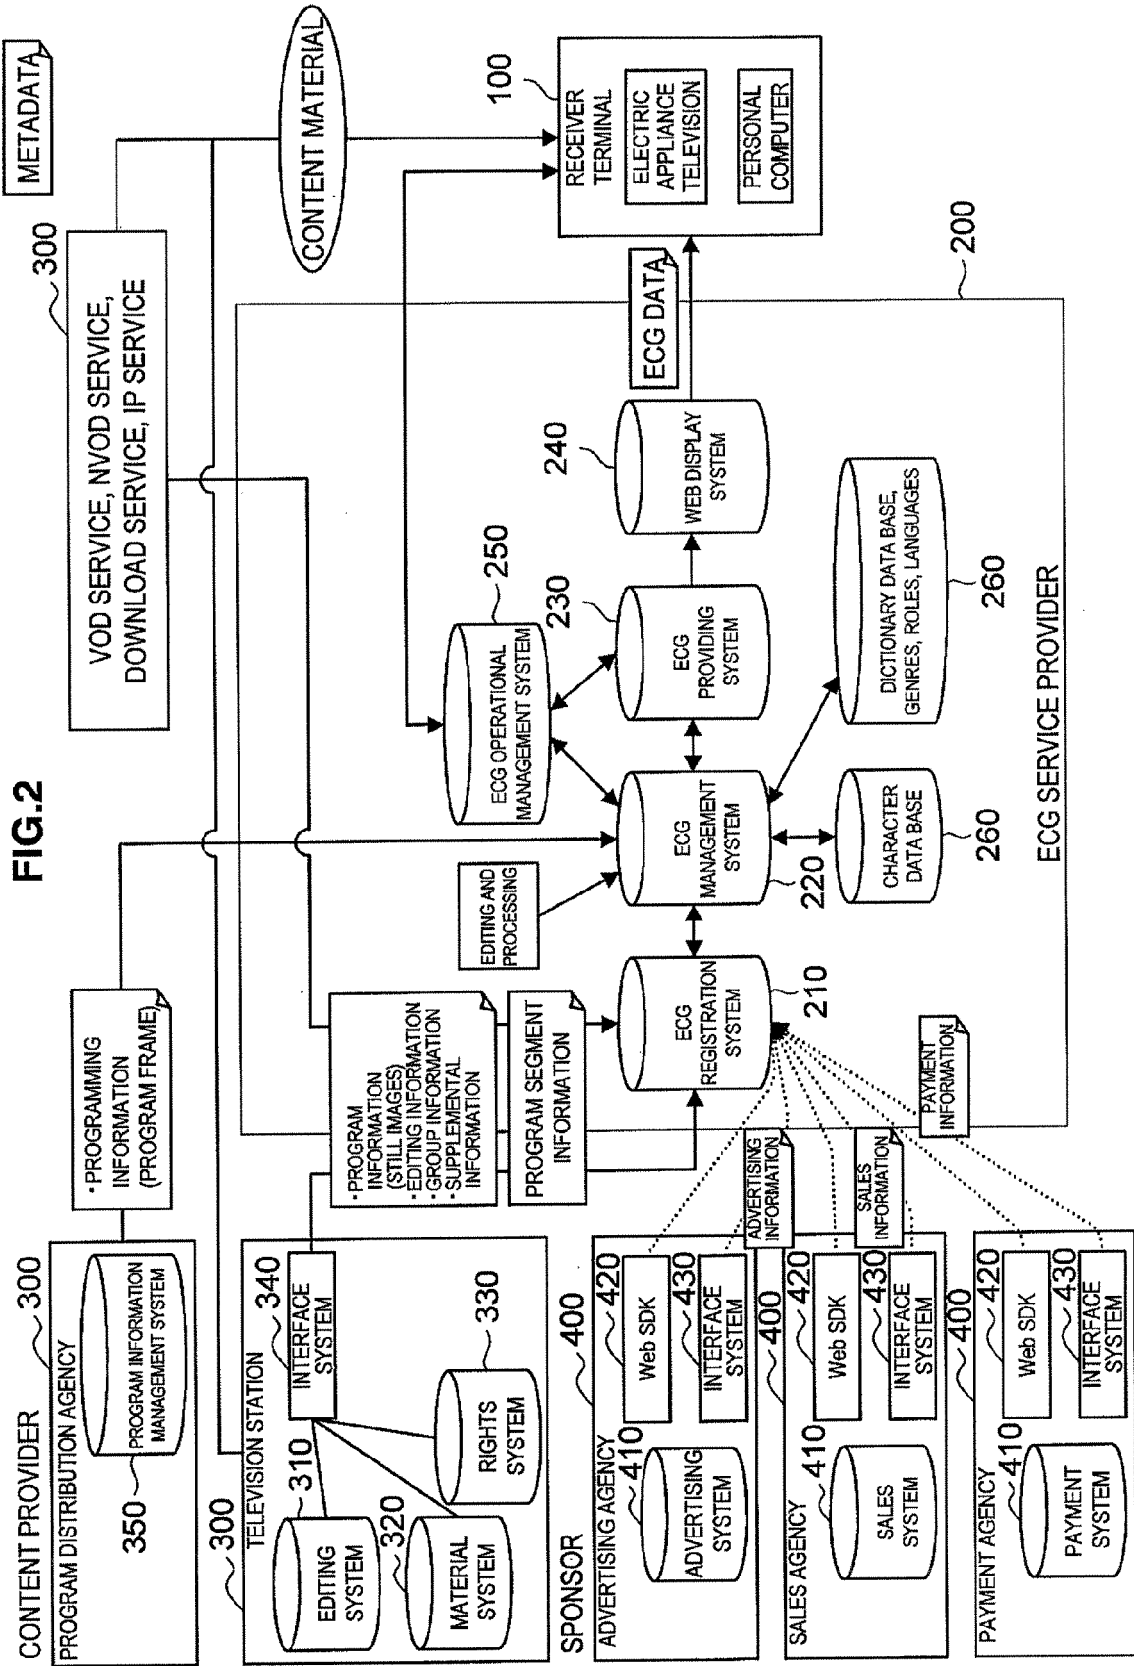 FIG.2
METADATA
CONTENT PROVIDER
300
PROGRAM DISTRIBUTION AGENCY
PROGRAM INFORMATION
MANAGEMENT SYSTEM
350
・PROGRAMMING
INFORMATION
(PROGRAM FRAME)
300
VOD SERVICE, NVOD SERVICE,
DOWNLOAD SERVICE, IP SERVICE
CONTENT MATERIAL
300
TELEVISION STATION
EDITING
SYSTEM
310
MATERIAL
SYSTEM
320
RIGHTS
SYSTEM
330
INTERFACE
SYSTEM
340
・PROGRAM
INFORMATION
(STILL IMAGES)
・EDITING INFORMATION
・GROUP INFORMATION
・SUPPLEMENTAL
INFORMATION
PROGRAM SEGMENT
INFORMATION
EDITING AND
PROCESSING
ECG OPERATIONAL
MANAGEMENT SYSTEM
250
ECG
REGISTRATION
SYSTEM
210
ECG
MANAGEMENT
SYSTEM
220
ECG
PROVIDING
SYSTEM
230
WEB DISPLAY
SYSTEM
240
ECG DATA
RECEIVER
TERMINAL
100
ELECTRIC
APPLIANCE
TELEVISION
PERSONAL
COMPUTER
CHARACTER
DATA BASE
260
DICTIONARY DATA BASE,
GENRES, ROLES, LANGUAGES
260
ECG SERVICE PROVIDER
200
SPONSOR
400
ADVERTISING AGENCY
410
ADVERTISING
SYSTEM
420
Web SDK
430
INTERFACE
SYSTEM
ADVERTISING
INFORMATION
400
SALES AGENCY
410
SALES
SYSTEM
420
Web SDK
430
INTERFACE
SYSTEM
SALES
INFORMATION
400
PAYMENT AGENCY
410
PAYMENT
SYSTEM
420
Web SDK
430
INTERFACE
SYSTEM
PAYMENT
INFORMATION